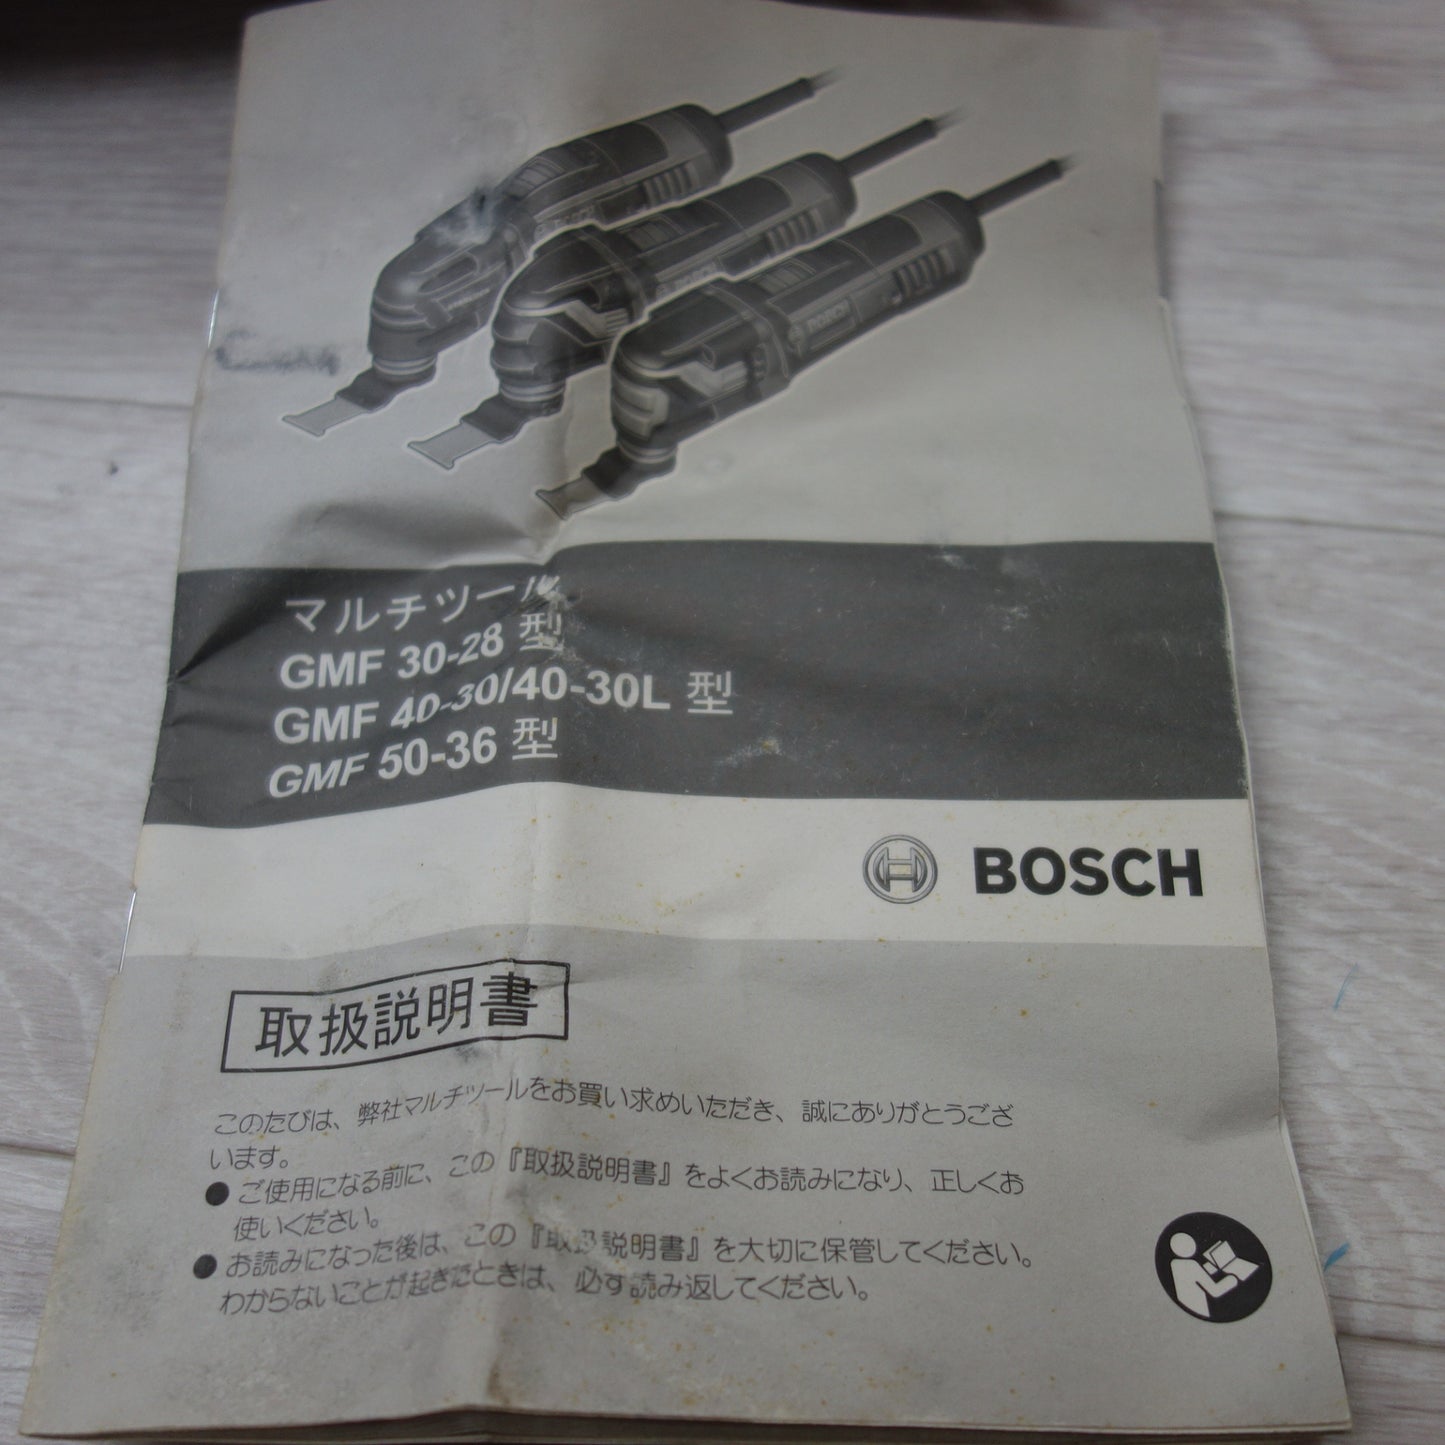 BOSCH
マルチツール
GMF 30-28 型
GMF 40-30/40-30L 型
GMF 50-36 型
BOSCH
取扱説明書
このたびは、弊社マルチツールをお買い求めいただき、誠にありがとうござ
います。
● ご使用になる前に、この『取扱説明書』をよくお読みになり、正しくお
使いください。
● お読みになった後は、この『取扱説明書』を大切に保管してください。
わからないことが起きたときは、必ず読み返してください。